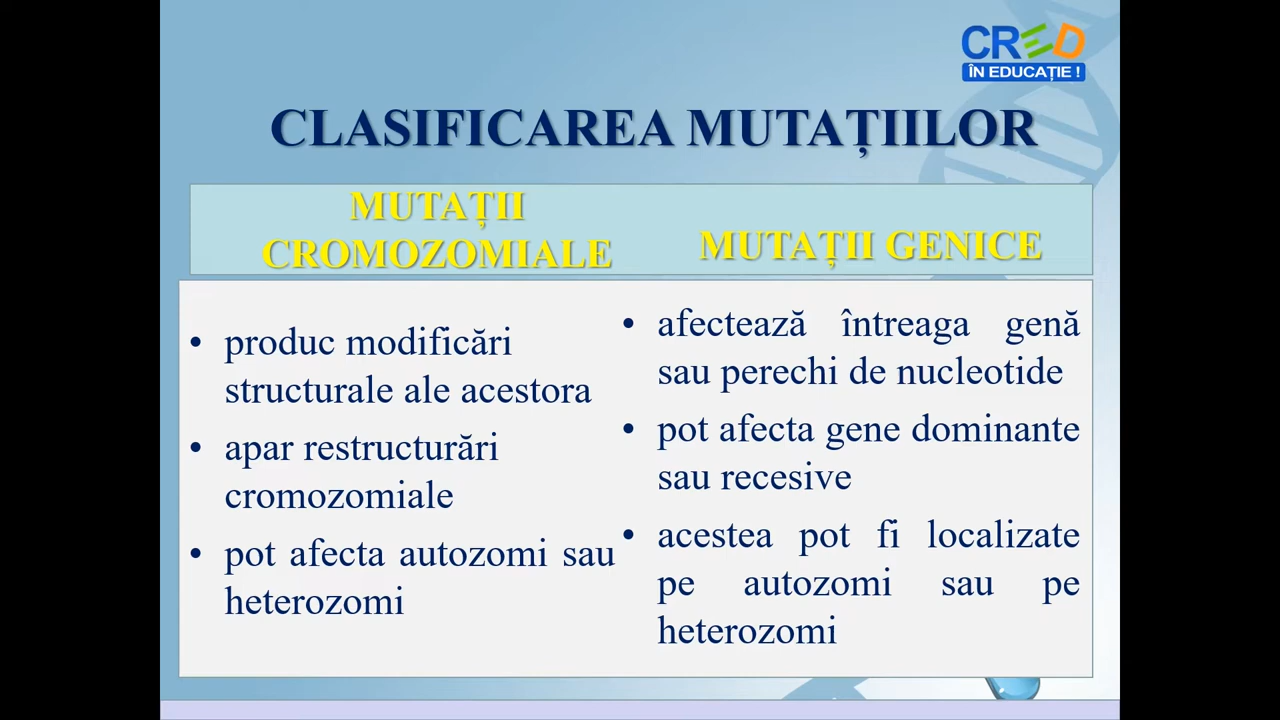 CRED
ÎN EDUCAȚIE !
CLASIFICAREA MUTAȚIILOR
MUTAȚII
CROMOZOMIALE
• produc modificări
structurale ale acestora
• apar restructurări
cromozomiale
• pot afecta autozomi sau
heterozomi
MUTAȚII GENICE
• afectează întreaga genă
sau perechi de nucleotide
• pot afecta gene dominante
sau recesive
• acestea pot fi localizate
pe autozomi sau pe
heterozomi